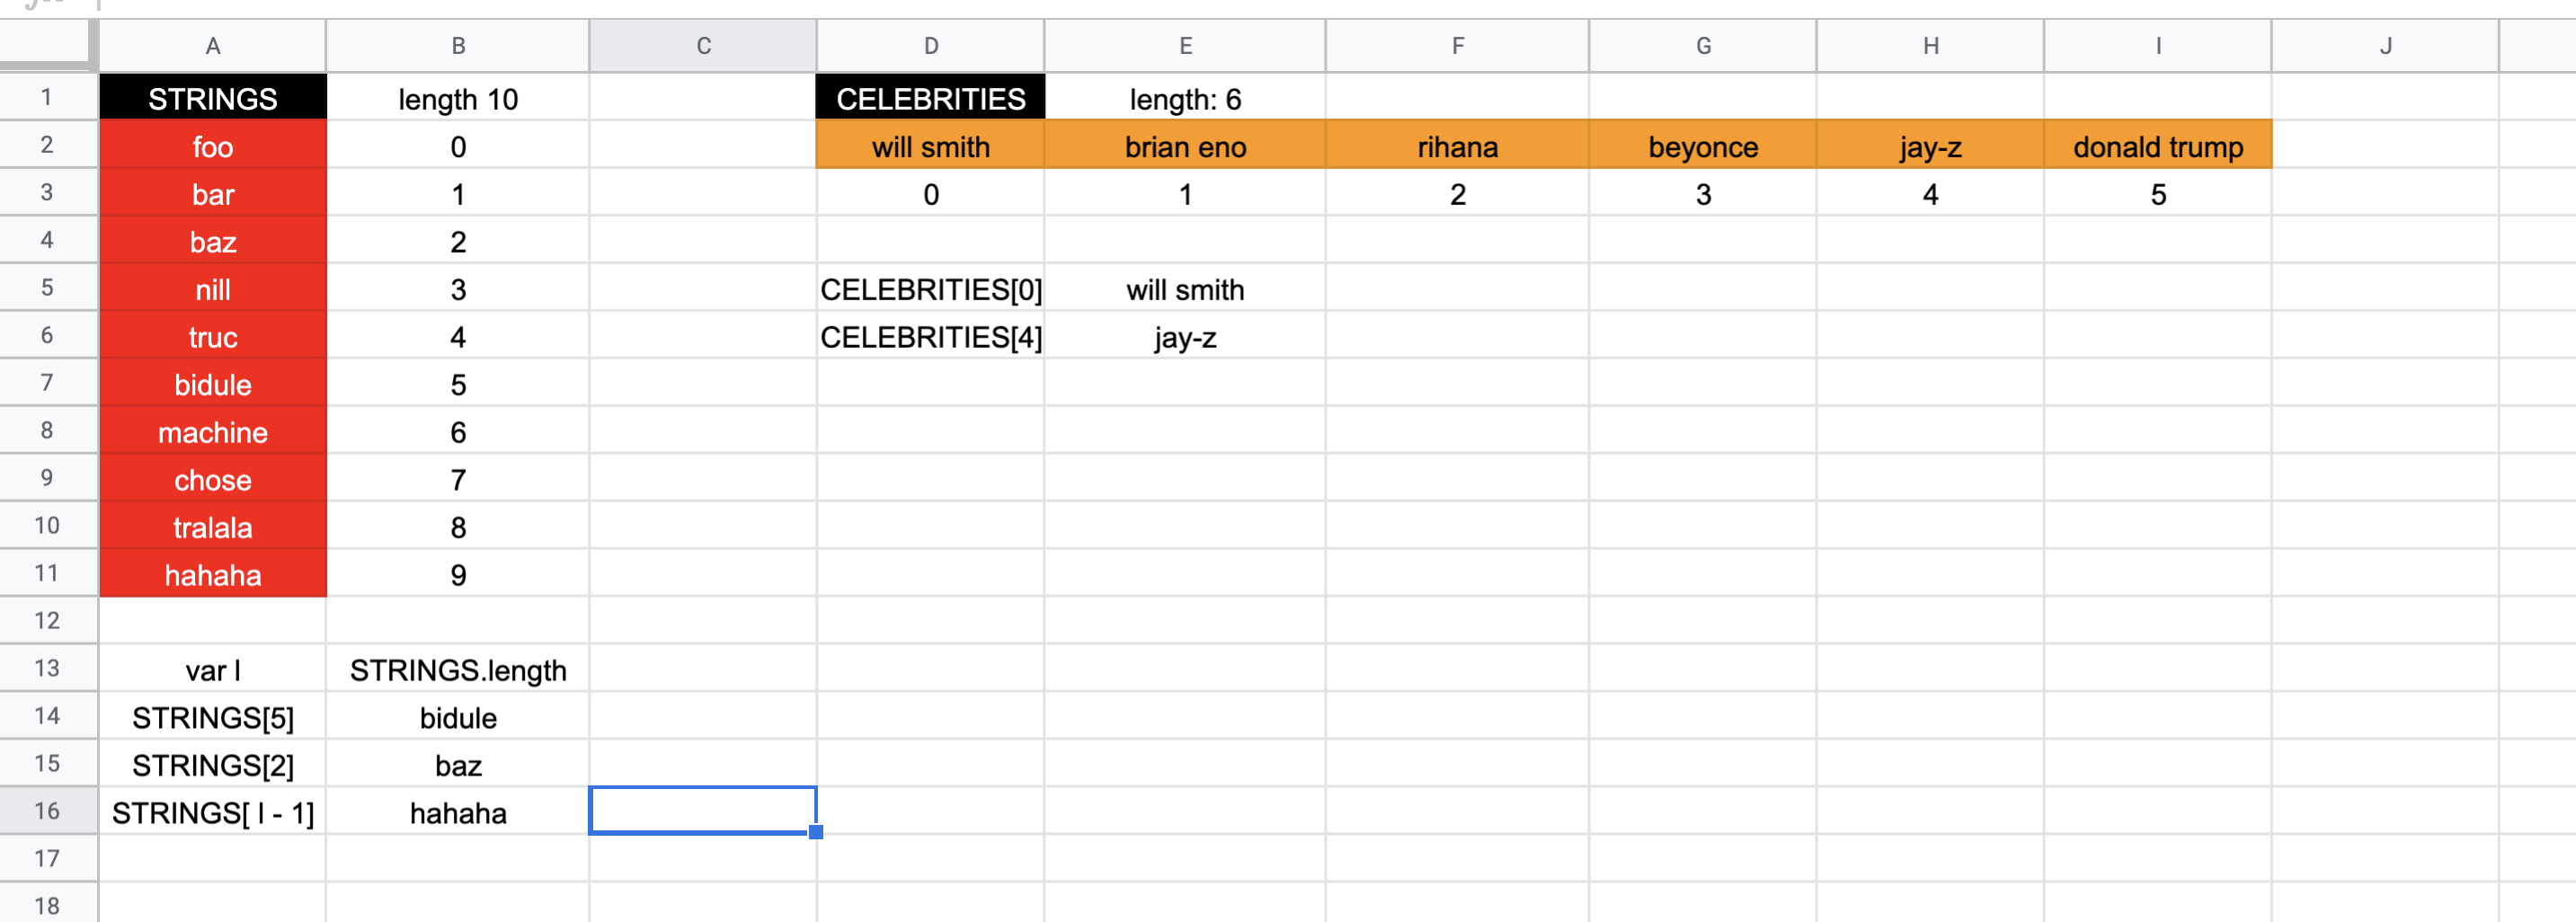 A B C D E F G H I J
1 STRINGS length 10 CELEBRITIES length: 6
2 foo 0 will smith brian eno rihana beyonce jay-z donald trump
3 bar 1 0 1 2 3 4 5
4 baz 2
5 nill 3 CELEBRITIES[0] will smith
6 truc 4 CELEBRITIES[4] jay-z
7 bidule 5
8 machine 6
9 chose 7
10 tralala 8
11 hahaha 9
12
13 var l STRINGS.length
14 STRINGS[5] bidule
15 STRINGS[2] baz
16 STRINGS[ l - 1] hahaha
17
18